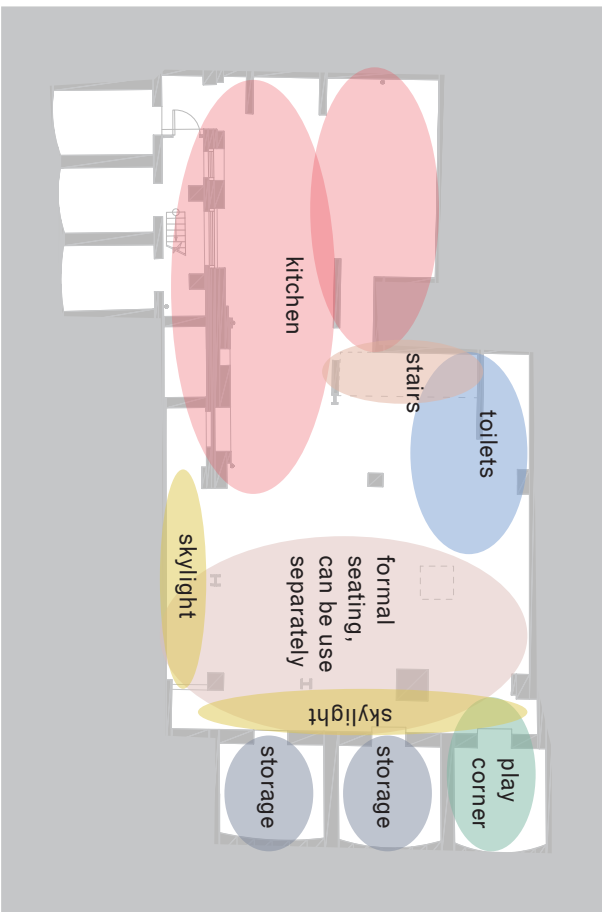 kitchen
stairs
toilets
skylight
formal
seating,
can be use
separately
skylight
storage
storage
play
corner